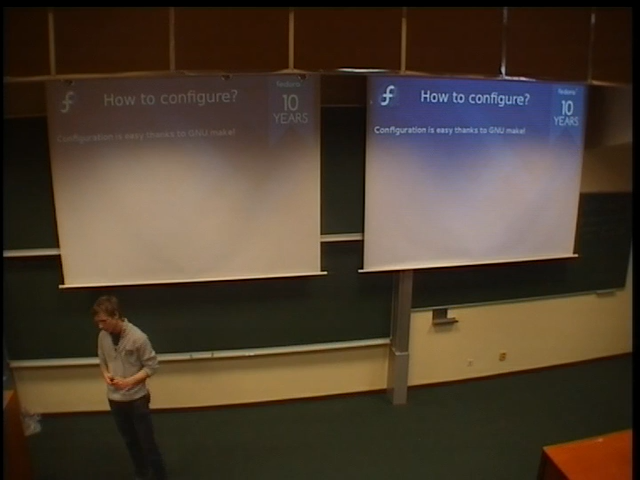 How to configure?
fedora
10
YEARS
Configuration is easy thanks to GNU make!
How to configure?
fedora
10
YEARS
Configuration is easy thanks to GNU make!